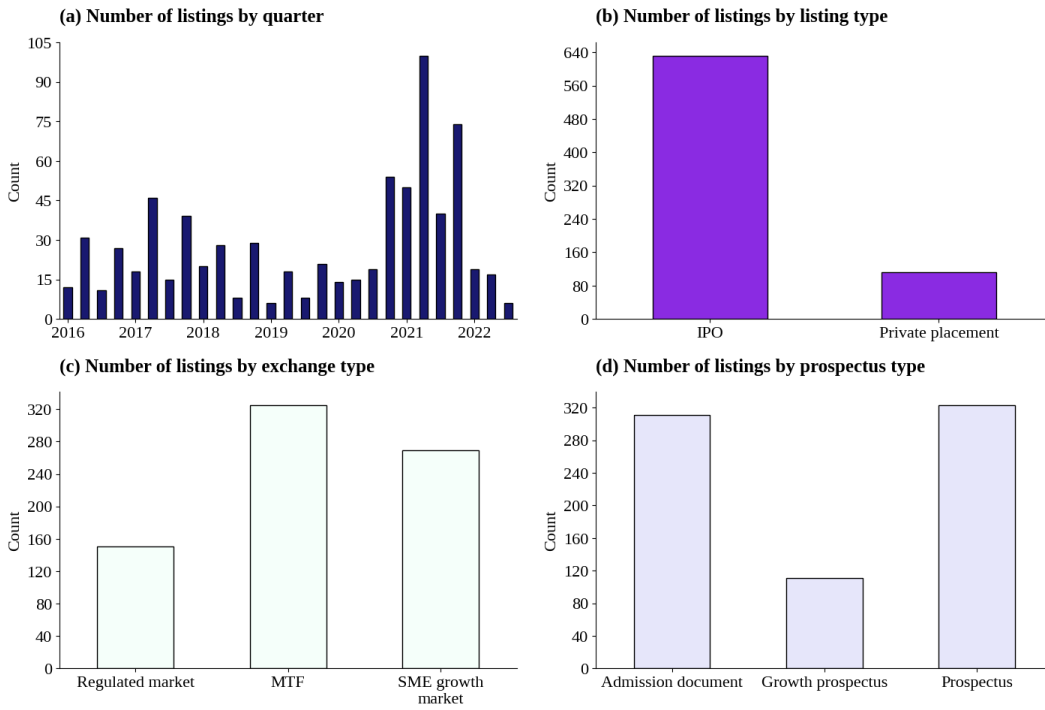 (a) Number of listings by quarter
105
90
75
60
45
30
15
0
Count
2016
2017
2018
2019
2020
2021
2022
(b) Number of listings by listing type
640
560
480
400
320
240
160
80
0
Count
IPO
Private placement
(c) Number of listings by exchange type
320
280
240
200
160
120
80
40
0
Count
Regulated market
MTF
SME growth
market
(d) Number of listings by prospectus type
320
280
240
200
160
120
80
40
0
Count
Admission document
Growth prospectus
Prospectus